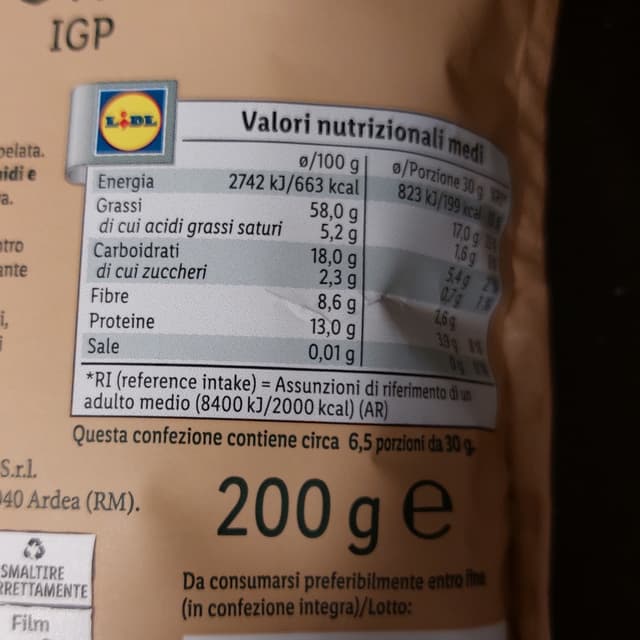 IGP
LIDL
Valori nutrizionali medi
ø/100 g ø/Porzione 30 g
Energia 2742 kJ/663 kcal 823 kJ/199 kcal
Grassi 58,0 g 17,0 g
di cui acidi grassi saturi 5,2 g 1,6 g
Carboidrati 18,0 g 5,4 g
di cui zuccheri 2,3 g 0,7 g
Fibre 8,6 g 2,6 g
Proteine 13,0 g 3,9 g
Sale 0,01 g 0 g
*RI (reference intake) = Assunzioni di riferimento di un
adulto medio (8400 kJ/2000 kcal) (AR)
Questa confezione contiene circa 6,5 porzioni da 30 g.
200 g e
Da consumarsi preferibilmente entro fine
(in confezione integra)/Lotto:
pelata.
S.r.l.
040 Ardea (RM).
SMALTIRE
RRETTAMENTE
Film